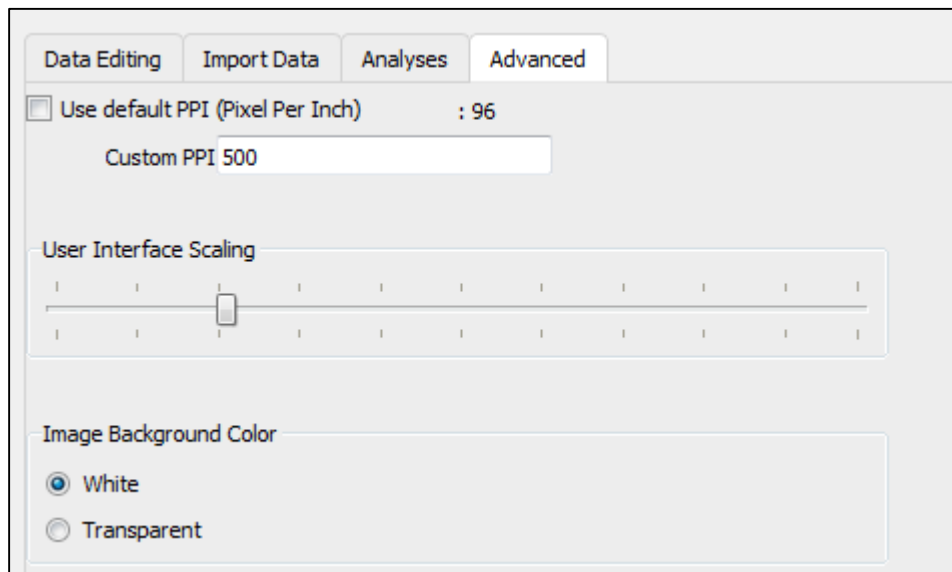 Data Editing Import Data Analyses Advanced
Use default PPI (Pixel Per Inch) : 96
Custom PPI 500
User Interface Scaling
Image Background Color
White
Transparent